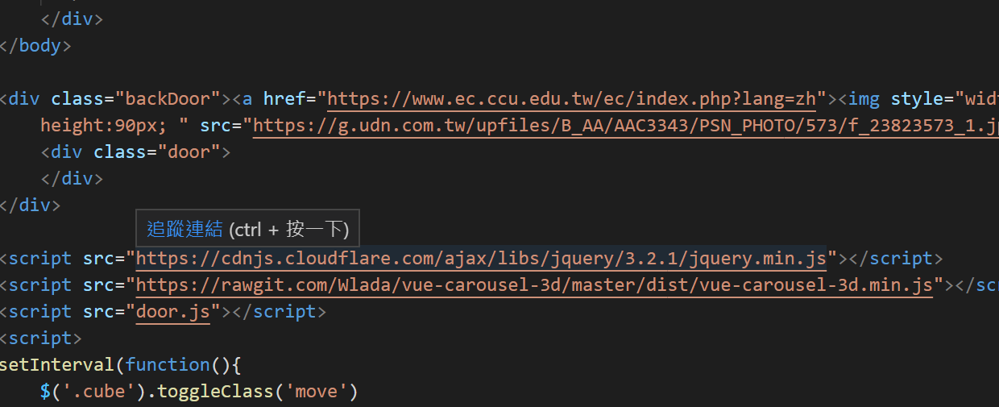 </div>
</body>
<div class="backDoor"><a href="https://www.ec.ccu.edu.tw/ec/index.php?lang=zh"><img style="wid
height:90px; " src="https://g.udn.com.tw/upfiles/B_AA/AAC3343/PSN_PHOTO/573/f_23823573_1.jp
<div class="door">
</div>
</div>
追蹤連結 (ctrl + 按一下)
<script src="https://cdnjs.cloudflare.com/ajax/libs/jquery/3.2.1/jquery.min.js"></script>
<script src="https://rawgit.com/Wlada/vue-carousel-3d/master/dist/vue-carousel-3d.min.js"></scr
<script src="door.js"></script>
<script>
setInterval(function(){
$('.cube').toggleClass('move')